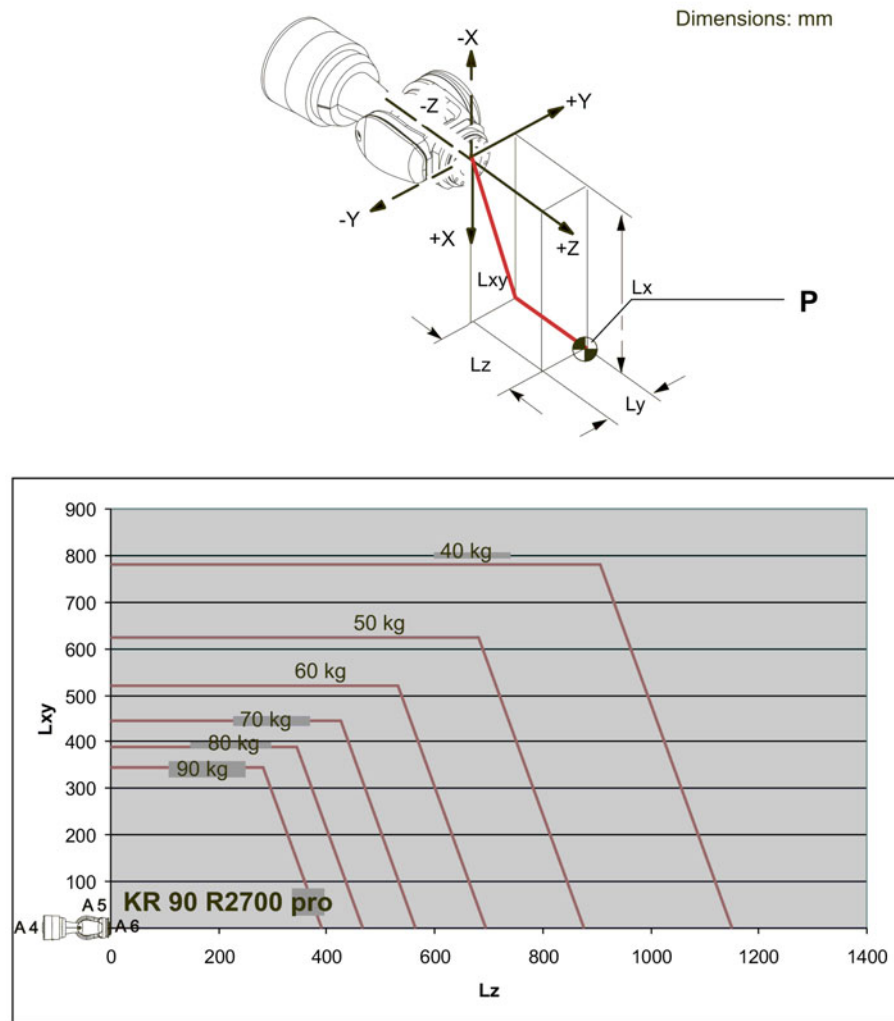 Dimensions: mm
-X
+Y
-Z
-Y
+X
+Z
Lxy
Lx
P
Lz
Ly
900
800
40 kg
700
50 kg
600
60 kg
500
Lxy
70 kg
400
80 kg
90 kg
300
200
100
KR 90 R2700 pro
A 5
A 4
A 6
0
200
400
600
800
1000
1200
1400
Lz